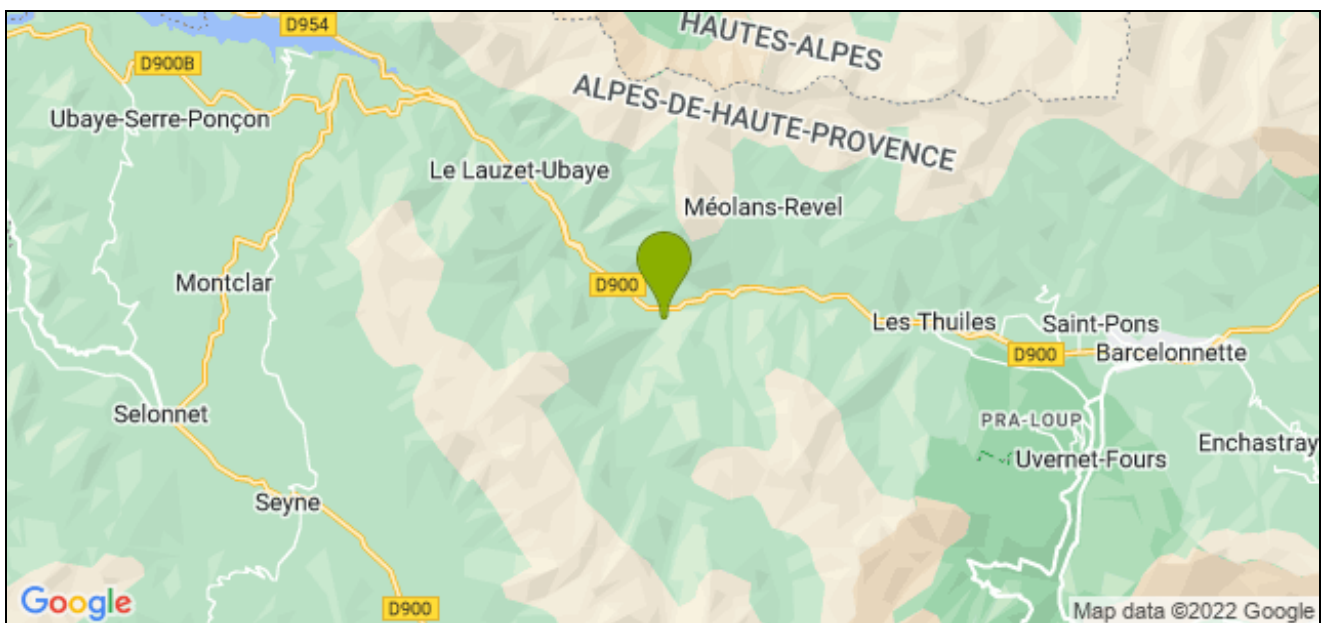 D954
HAUTES-ALPES
D900B
ALPES-DE-HAUTE-PROVENCE
Ubaye-Serre-Ponçon
Le Lauzet-Ubaye
Méolans-Revel
Montclar
D900
Les Thuiles
Saint-Pons
D900
Barcelonnette
Selonnet
PRA-LOUP
Enchastray
Uvernet-Fours
Seyne
Google
D900
Map data ©2022 Google